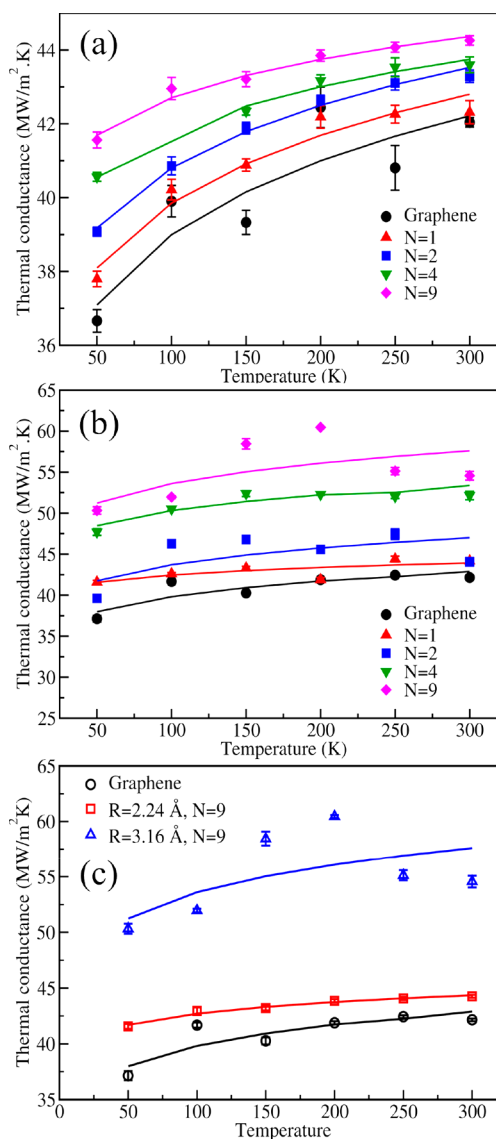 (a)
44
42
40
38
36
Thermal conductance (MW/m².K)
Graphene
N=1
N=2
N=4
N=9
50 100 150 200 250 300
Temperature (K)
(b)
65
60
55
50
45
40
35
30
25
Thermal conductance (MW/m².K)
Graphene
N=1
N=2
N=4
N=9
50 100 150 200 250 300
Temperature (K)
65
60
55
50
45
40
35
Thermal conductance (MW/m².K)
Graphene
R=2.24 Å, N=9
R=3.16 Å, N=9
(c)
0 50 100 150 200 250 300
Temperature